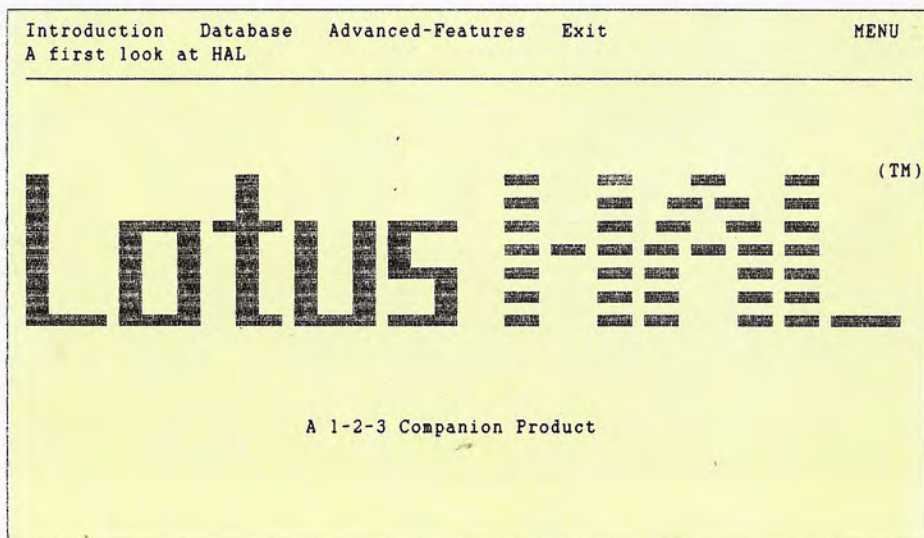 Introduction Database Advanced-Features Exit MENU
A first look at HAL
Lotus HAL (TM)
A 1-2-3 Companion Product